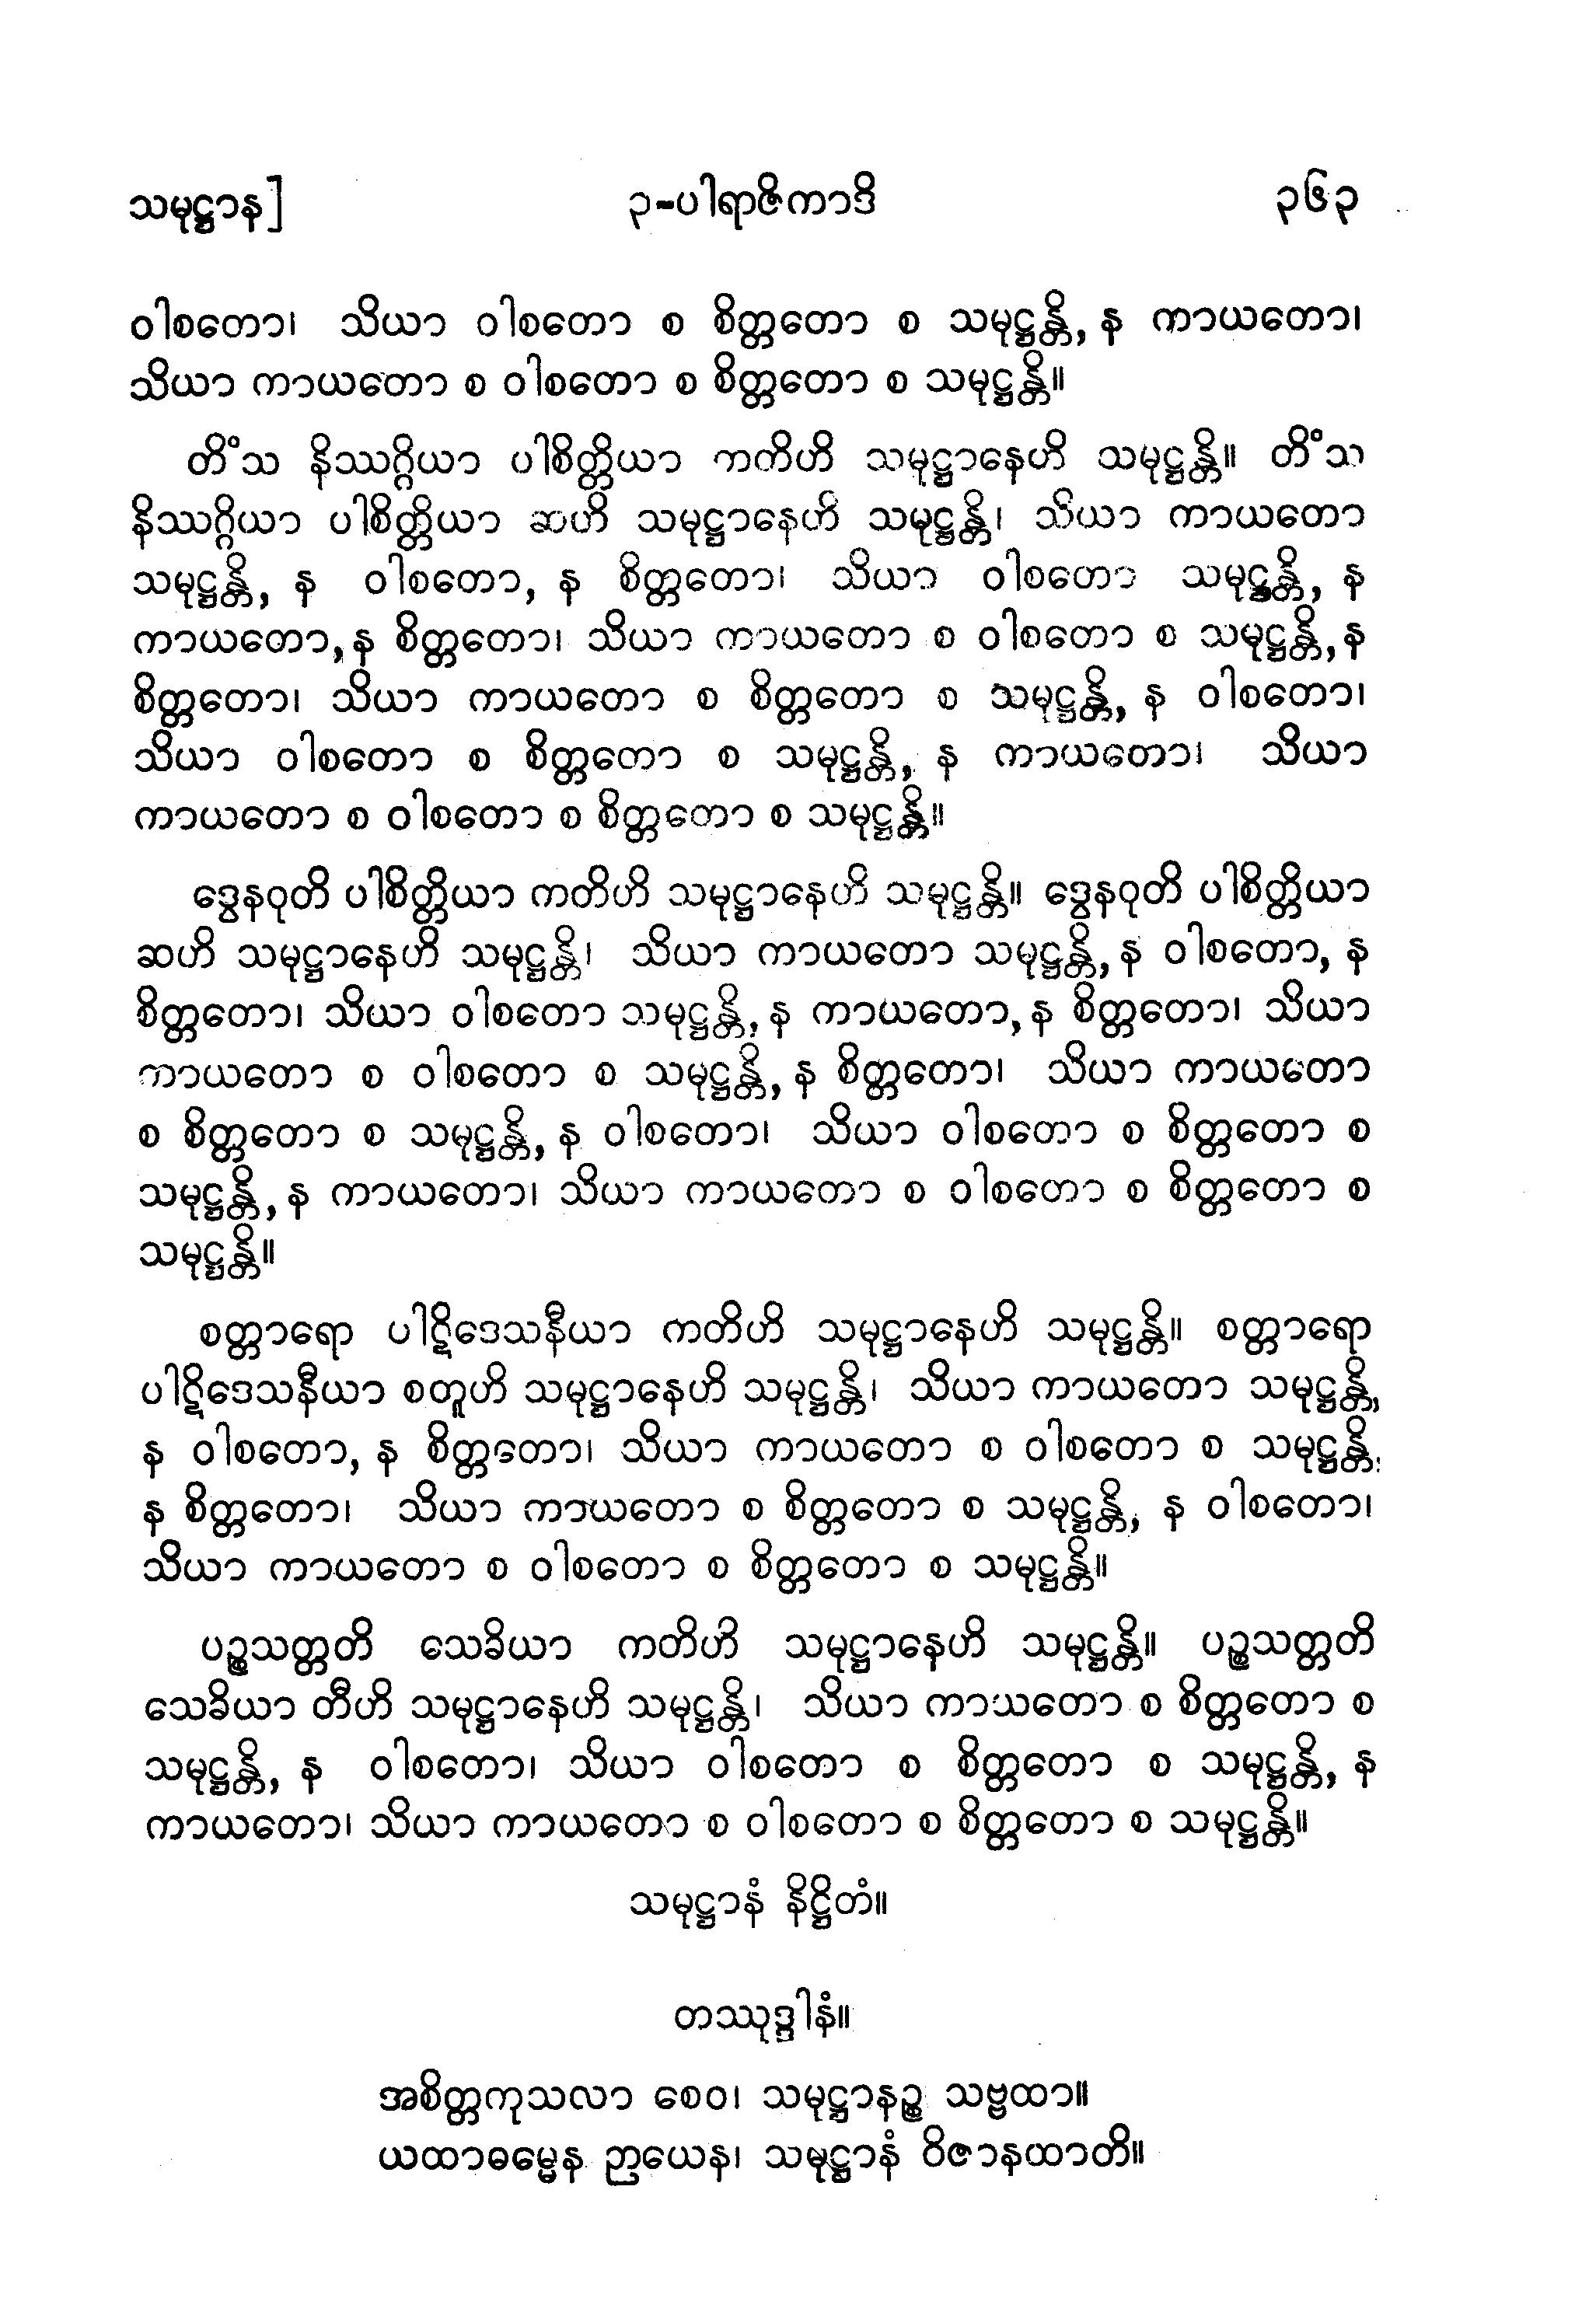 သမုဋ္ဌာန] ၃-ပါရာဇိကာဒိ ၃၆၃
ဝါစတော၊ သိယာ ဝါစတော စ စိတ္တတော စ သမုဋ္ဌန္တိ, န ကာယတော၊
သိယာ ကာယတော စ ဝါစတော စ စိတ္တတော စ သမုဋ္ဌန္တိ။
တိံသ နိဿဂ္ဂိယာ ပါစိတ္တိယာ ကတိဟိ သမုဋ္ဌာနေဟိ သမုဋ္ဌန္တိ။ တိံသ
နိဿဂ္ဂိယာ ပါစိတ္တိယာ ဆဟိ သမုဋ္ဌာနေဟိ သမုဋ္ဌန္တိ၊ သိယာ ကာယတော
သမုဋ္ဌန္တိ, န ဝါစတော, န စိတ္တတော၊ သိယာ ဝါစတော သမုဋ္ဌန္တိ, န
ကာယတော, န စိတ္တတော၊ သိယာ ကာယတော စ ဝါစတော စ သမုဋ္ဌန္တိ, န
စိတ္တတော၊ သိယာ ကာယတော စ စိတ္တတော စ သမုဋ္ဌန္တိ, န ဝါစတော၊
သိယာ ဝါစတော စ စိတ္တတော စ သမုဋ္ဌန္တိ, န ကာယတော၊ သိယာ
ကာယတော စ ဝါစတော စ စိတ္တတော စ သမုဋ္ဌန္တိ။
ဒွေနဝုတိ ပါစိတ္တိယာ ကတိဟိ သမုဋ္ဌာနေဟိ သမုဋ္ဌန္တိ။ ဒွေနဝုတိ ပါစိတ္တိယာ
ဆဟိ သမုဋ္ဌာနေဟိ သမုဋ္ဌန္တိ၊ သိယာ ကာယတော သမုဋ္ဌန္တိ, န ဝါစတော, န
စိတ္တတော၊ သိယာ ဝါစတော သမုဋ္ဌန္တိ, န ကာယတော, န စိတ္တတော၊ သိယာ
ကာယတော စ ဝါစတော စ သမုဋ္ဌန္တိ, န စိတ္တတော၊ သိယာ ကာယတော
စ စိတ္တတော စ သမုဋ္ဌန္တိ, န ဝါစတော၊ သိယာ ဝါစတော စ စိတ္တတော စ
သမုဋ္ဌန္တိ, န ကာယတော၊ သိယာ ကာယတော စ ဝါစတော စ စိတ္တတော စ
သမုဋ္ဌန္တိ။
စတ္တာရော ပါဋိဒေသနီယာ ကတိဟိ သမုဋ္ဌာနေဟိ သမုဋ္ဌန္တိ။ စတ္တာရော
ပါဋိဒေသနီယာ စတူဟိ သမုဋ္ဌာနေဟိ သမုဋ္ဌန္တိ၊ သိယာ ကာယတော သမုဋ္ဌန္တိ,
န ဝါစတော, န စိတ္တတော၊ သိယာ ကာယတော စ ဝါစတော စ သမုဋ္ဌန္တိ,
န စိတ္တတော၊ သိယာ ကာယတော စ စိတ္တတော စ သမုဋ္ဌန္တိ, န ဝါစတော၊
သိယာ ကာယတော စ ဝါစတော စ စိတ္တတော စ သမုဋ္ဌန္တိ။
ပဉ္စသတ္တတိ သေခိယာ ကတိဟိ သမုဋ္ဌာနေဟိ သမုဋ္ဌန္တိ။ ပဉ္စသတ္တတိ
သေခိယာ တီဟိ သမုဋ္ဌာနေဟိ သမုဋ္ဌန္တိ၊ သိယာ ကာယတော စ စိတ္တတော စ
သမုဋ္ဌန္တိ, န ဝါစတော၊ သိယာ ဝါစတော စ စိတ္တတော စ သမုဋ္ဌန္တိ, န
ကာယတော၊ သိယာ ကာယတော စ ဝါစတော စ စိတ္တတော စ သမုဋ္ဌန္တိ။
သမုဋ္ဌာနံ နိဋ္ဌိတံ။
တဿုဒ္ဒါနံ။
အစိတ္တကုသလာ စေဝ၊ သမုဋ္ဌာနဉ္စ သဗ္ဗထာ။
ယထာဓမ္မေန ဉာယေန၊ သမုဋ္ဌာနံ ဝိဇာနထာတိ။